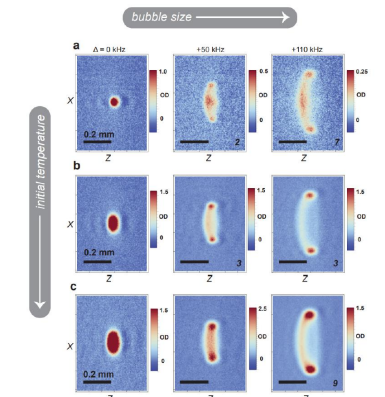 bubble size
initial temperature
a
Δ = 0 kHz
+50 kHz
+110 kHz
X
0.2 mm
1.0
OD
0
2
0.5
OD
0
7
0.25
OD
0
Z
Z
Z
b
X
0.2 mm
1.5
OD
0
3
1.5
OD
0
3
1.5
OD
0
Z
Z
Z
c
X
0.2 mm
1.5
OD
0
2.5
OD
0
9
1.5
OD
0